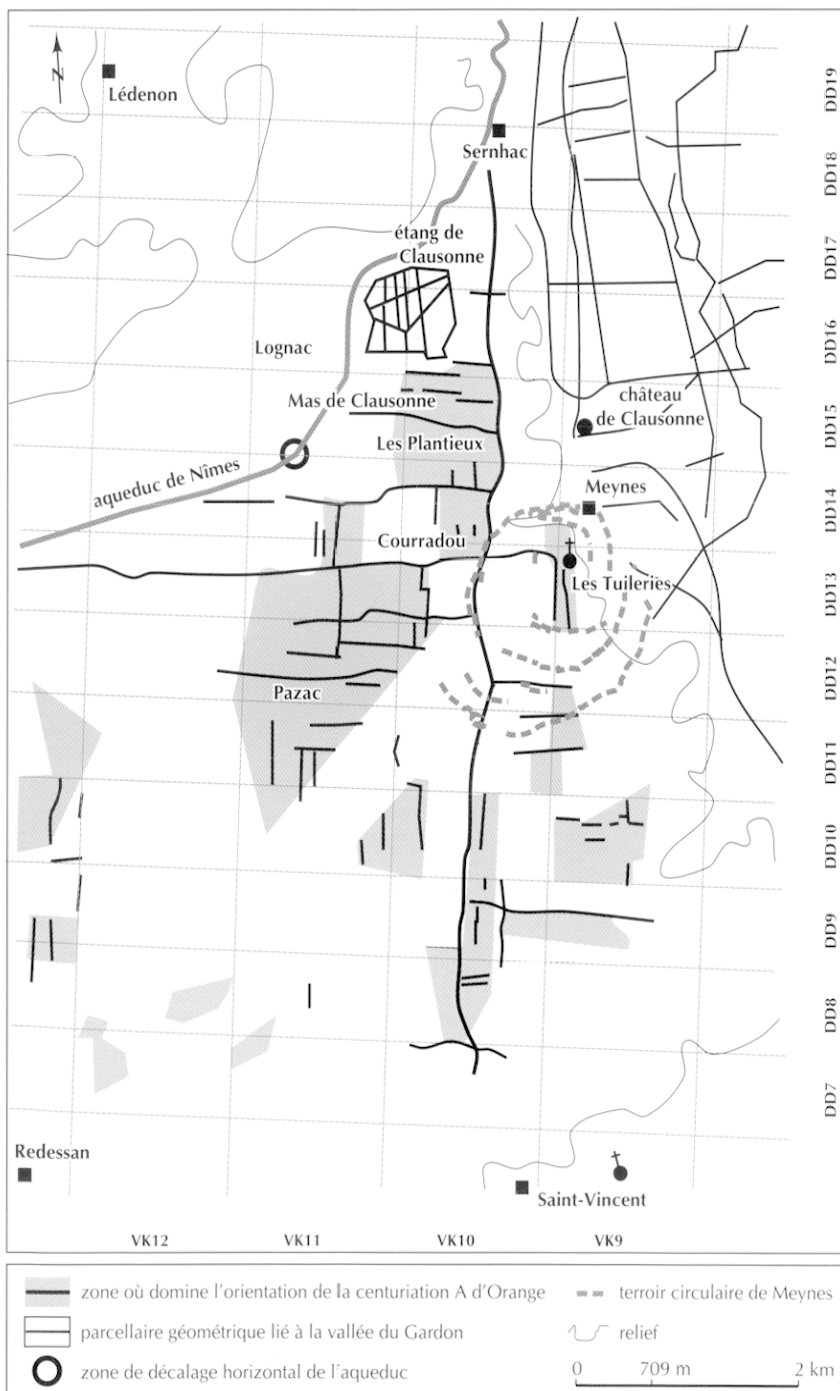 N
Lédenon
Sernhac
étang de
Clausonne
Lognac
Mas de Clausonne
château
de Clausonne
Les Plantieux
aqueduc de Nîmes
Meynes
Courradou
Les Tuileries
Pazac
Redessan
Saint-Vincent
DD19
DD18
DD17
DD16
DD15
DD14
DD13
DD12
DD11
DD10
DD9
DD8
DD7
VK12 VK11 VK10 VK9
zone où domine l'orientation de la centuriation A d'Orange
terroir circulaire de Meynes
parcellaire géométrique lié à la vallée du Gardon
relief
zone de décalage horizontal de l'aqueduc
0 709 m 2 km